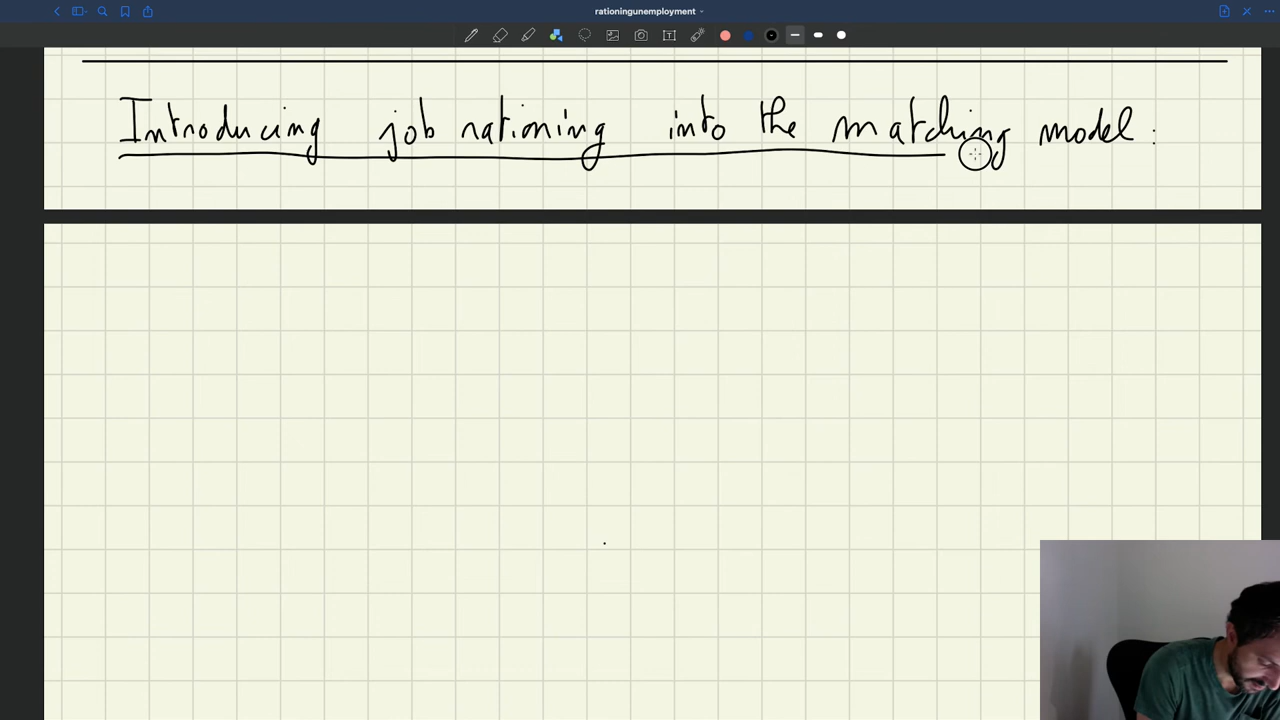 rationingunemployment
Introducing job rationing into the matching model :